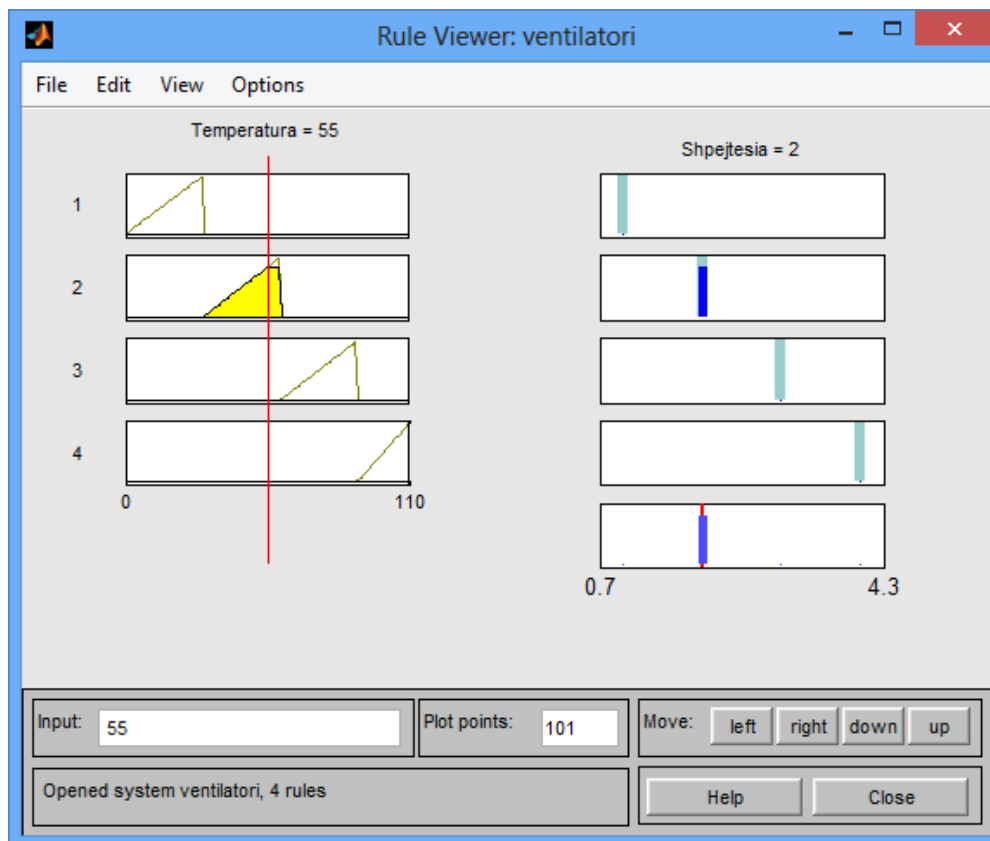 Rule Viewer: ventilatori
File Edit View Options
Temperatura = 55
Shpejtesia = 2
1
2
3
4
0 110
0.7 4.3
Input: 55
Plot points: 101
Move: left right down up
Opened system ventilatori, 4 rules
Help Close